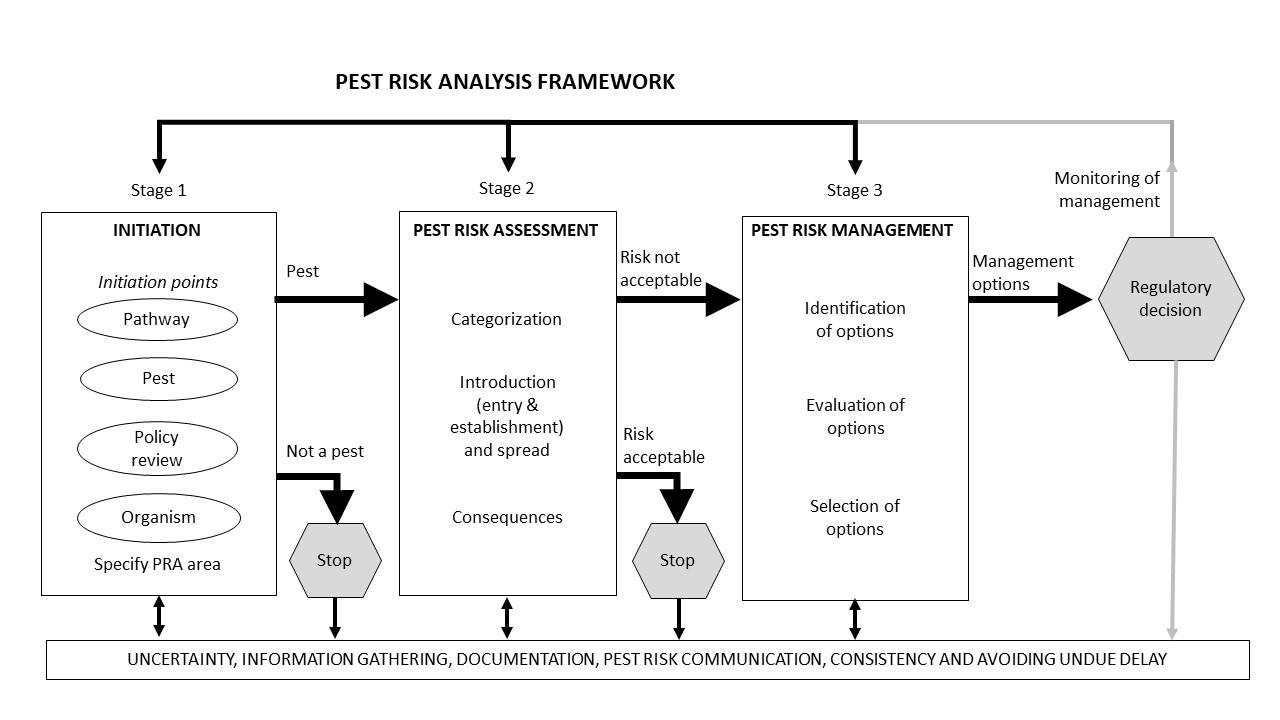 PEST RISK ANALYSIS FRAMEWORK
Stage 1
Stage 2
Stage 3
Monitoring of
management
INITIATION
Initiation points
Pathway
Pest
Policy
review
Organism
Specify PRA area
Pest
Not a pest
Stop
PEST RISK ASSESSMENT
Categorization
Introduction
(entry &
establishment)
and spread
Consequences
Risk not
acceptable
Risk
acceptable
Stop
PEST RISK MANAGEMENT
Identification
of options
Evaluation of
options
Selection of
options
Management
options
Regulatory
decision
UNCERTAINTY, INFORMATION GATHERING, DOCUMENTATION, PEST RISK COMMUNICATION, CONSISTENCY AND AVOIDING UNDUE DELAY